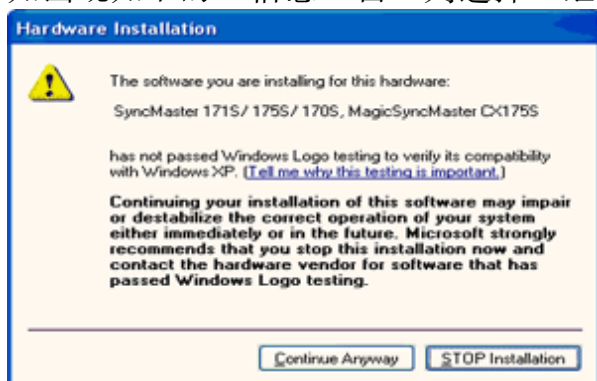 Hardware Installation
The software you are installing for this hardware:
SyncMaster 171S/ 175S/ 170S, MagicSyncMaster CX175S
has not passed Windows Logo testing to verify its compatibility
with Windows XP. (Tell me why this testing is important.)
Continuing your installation of this software may impair
or destabilize the correct operation of your system
either immediately or in the future. Microsoft strongly
recommends that you stop this installation now and
contact the hardware vendor for software that has
passed Windows Logo testing.
Continue Anyway STOP Installation